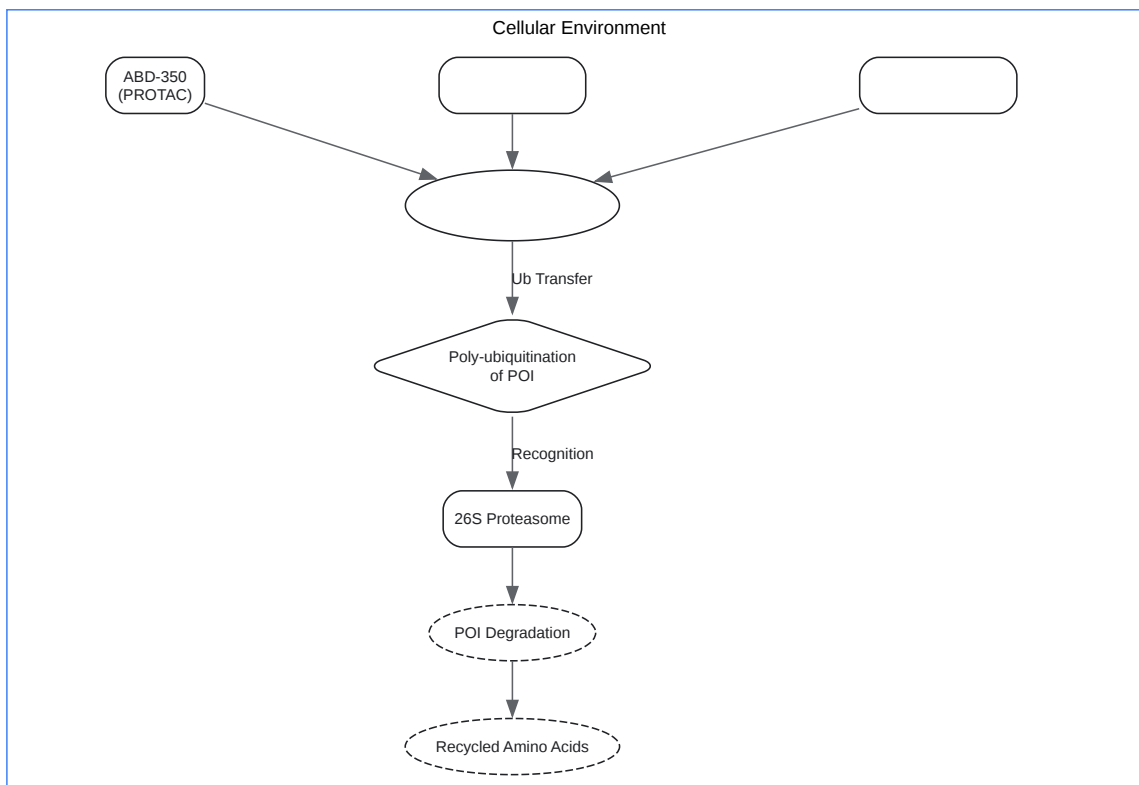 Cellular Environment
ABD-350
(PROTAC)
Ub Transfer
Poly-ubiquitination
of POI
Recognition
26S Proteasome
POI Degradation
Recycled Amino Acids